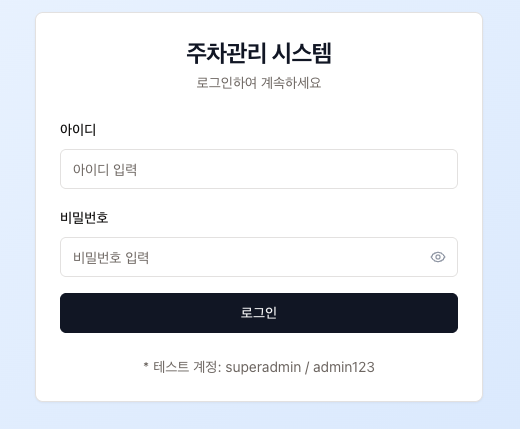 주차관리 시스템
로그인하여 계속하세요
아이디
아이디 입력
비밀번호
비밀번호 입력
로그인
* 테스트 계정: superadmin / admin123